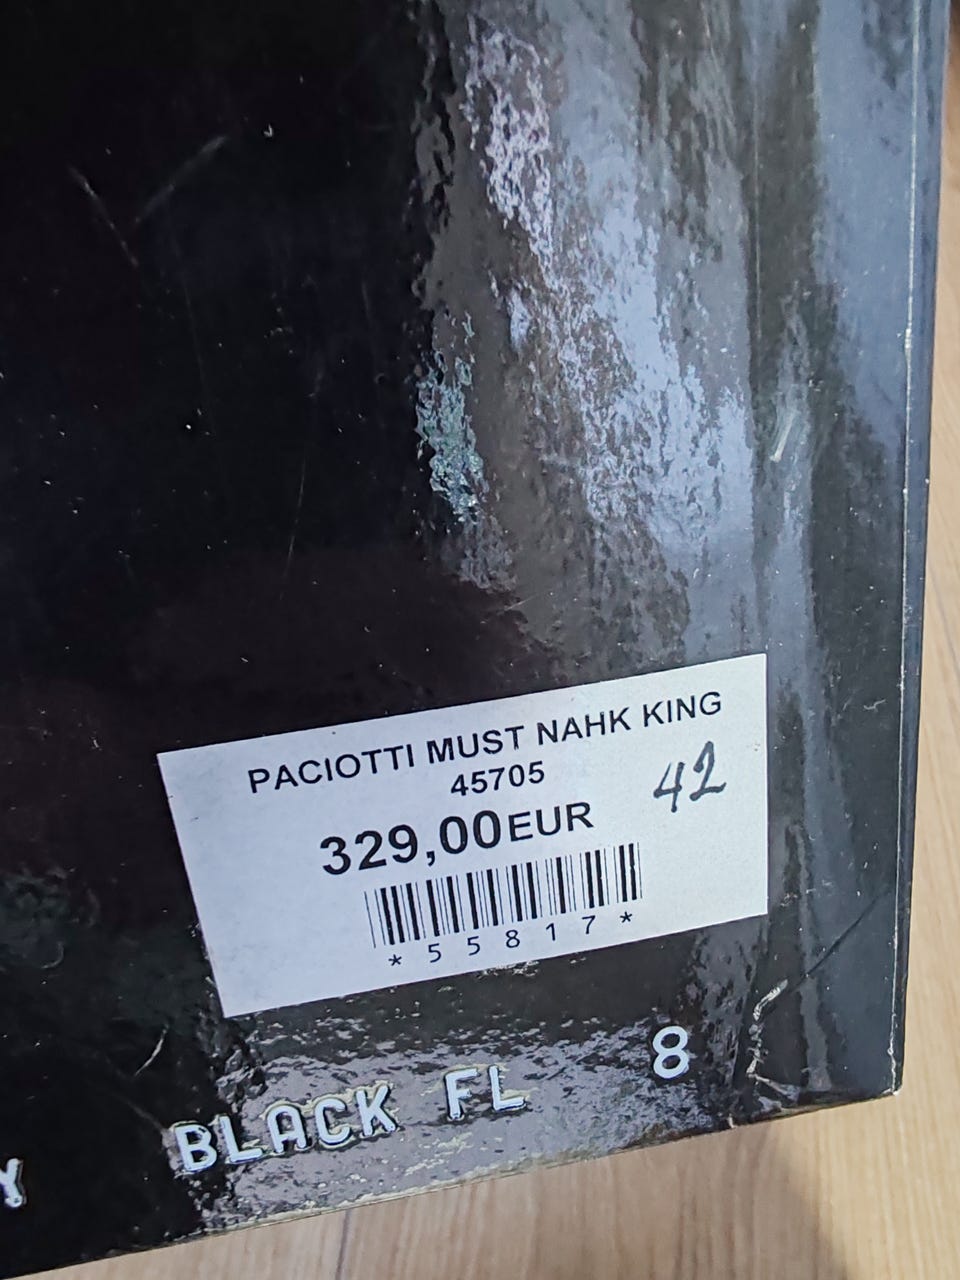 PACIOTTI MUST NAHK KING
45705
42
329,00EUR
*55817*
Y BLACK FL 8